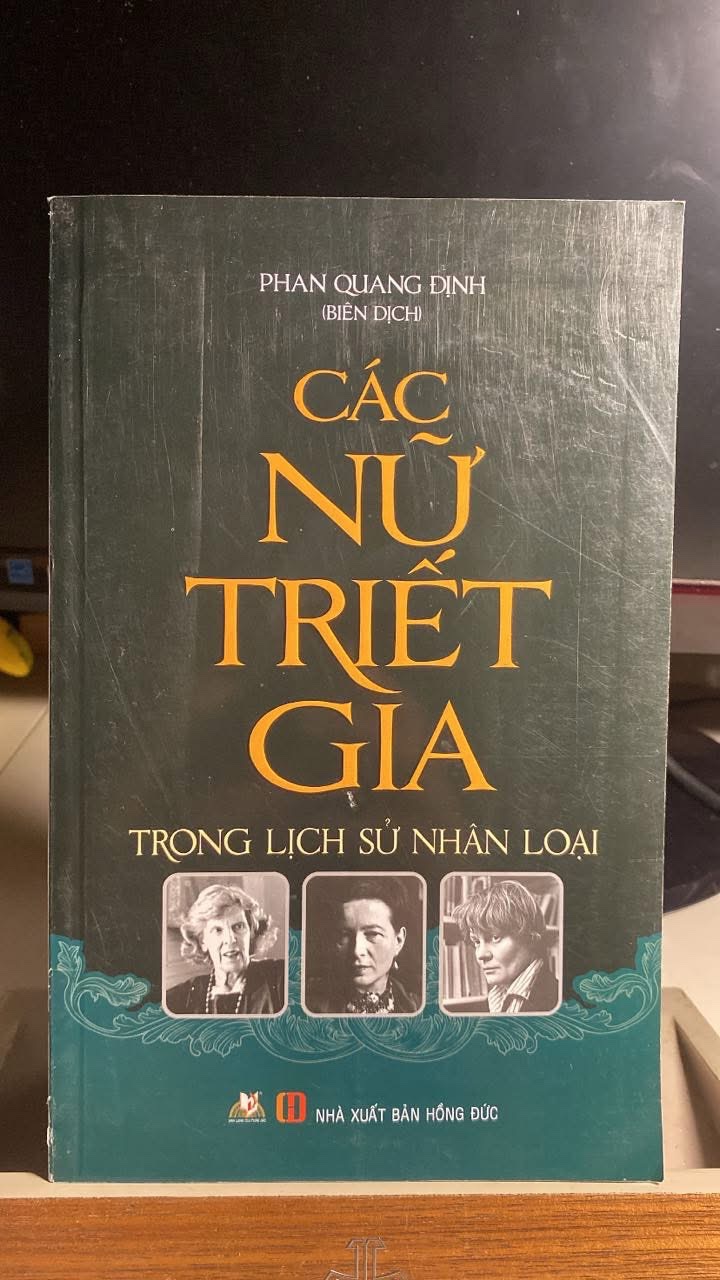 PHAN QUANG ĐỊNH
(BIÊN DỊCH)
CÁC
NỮ
TRIẾT
GIA
TRONG LỊCH SỬ NHÂN LOẠI
NHÀ XUẤT BẢN HỒNG ĐỨC